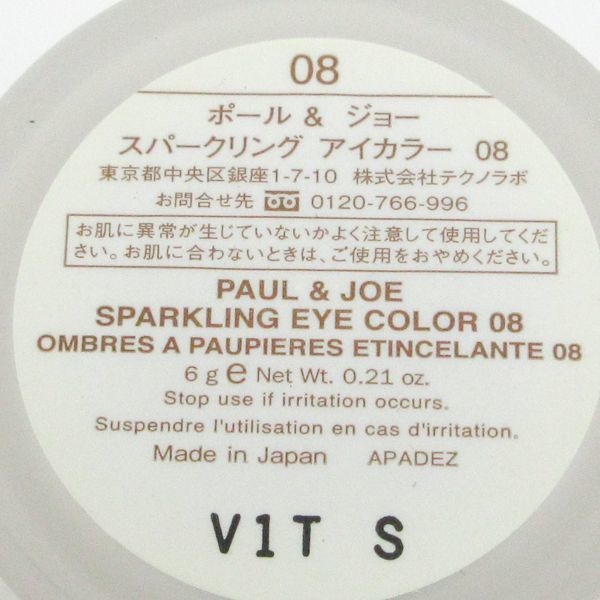 08
ポール & ジョー
スパークリング アイカラー 08
東京都中央区銀座1-7-10 株式会社テクノラボ
お問合せ先 0120-766-996
お肌に異常が生じていないかよく注意して使用してくだ
さい。お肌に合わないときは、ご使用をおやめください。
PAUL & JOE
SPARKLING EYE COLOR 08
OMBRES A PAUPIERES ETINCELANTE 08
6 g e Net Wt. 0.21 oz.
Stop use if irritation occurs.
Suspendre l'utilisation en cas d'irritation.
Made in Japan APADEZ
V1T S